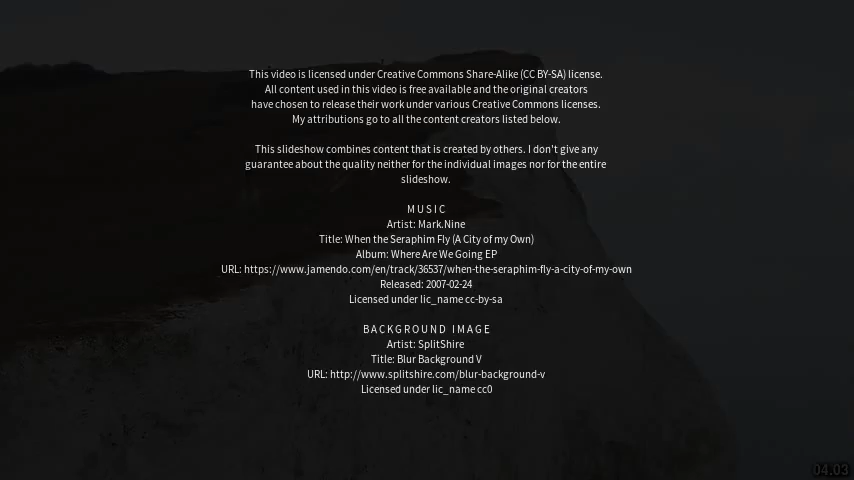 This video is licensed under Creative Commons Share-Alike (CC BY-SA) license.
All content used in this video is free available and the original creators
have chosen to release their work under various Creative Commons licenses.
My attributions go to all the content creators listed below.
This slideshow combines content that is created by others. I don't give any
guarantee about the quality neither for the individual images nor for the entire
slideshow.
MUSIC
Artist: Mark.Nine
Title: When the Seraphim Fly (A City of my Own)
Album: Where Are We Going EP
URL: https://www.jamendo.com/en/track/36537/when-the-seraphim-fly-a-city-of-my-own
Released: 2007-02-24
Licensed under lic_name cc-by-sa
BACKGROUND IMAGE
Artist: SplitShire
Title: Blur Background V
URL: http://www.splitshire.com/blur-background-v
Licensed under lic_name cc0
04.03